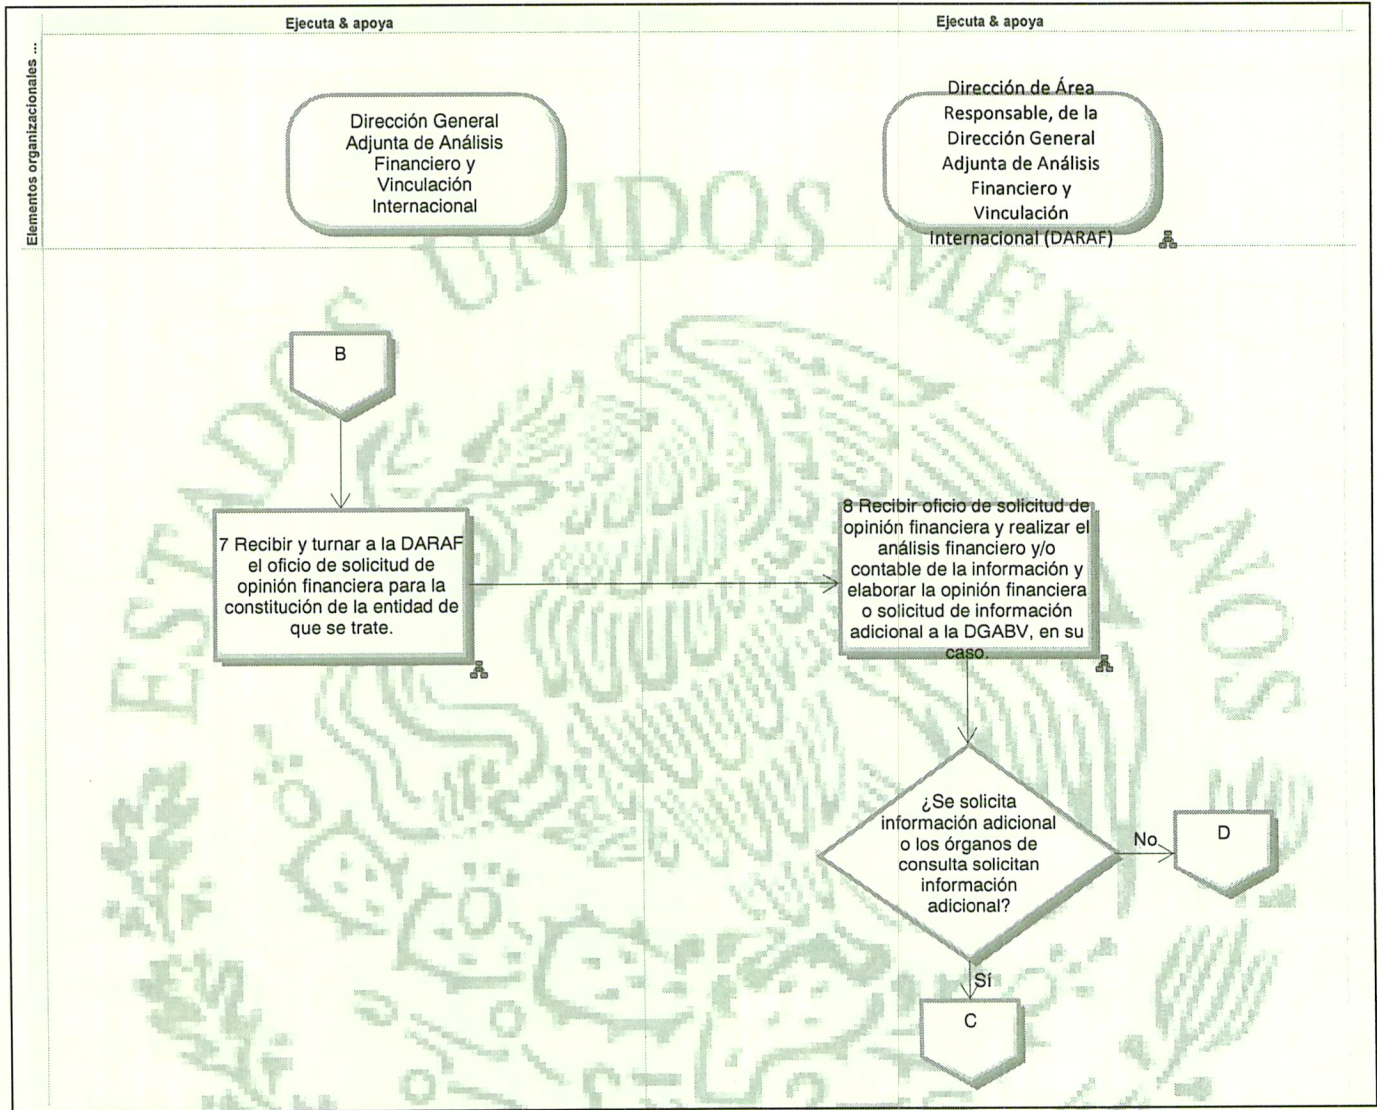 Ejecuta & apoya
Ejecuta & apoya
Elementos organizacionales ...
Dirección General
Adjunta de Análisis
Financiero y
Vinculación
Internacional
Dirección de Área
Responsable, de la
Dirección General
Adjunta de Análisis
Financiero y
Vinculación
Internacional (DARAF)
ESTADOS UNIDOS MEXICANOS
B
7 Recibir y turnar a la DARAF
el oficio de solicitud de
opinión financiera para la
constitución de la entidad de
que se trate.
8 Recibir oficio de solicitud de
opinión financiera y realizar el
análisis financiero y/o
contable de la información y
elaborar la opinión financiera
o solicitud de información
adicional a la DGABV, en su
caso.
¿Se solicita
información adicional
o los órganos de
consulta solicitan
información
adicional?
No
D
Sí
C